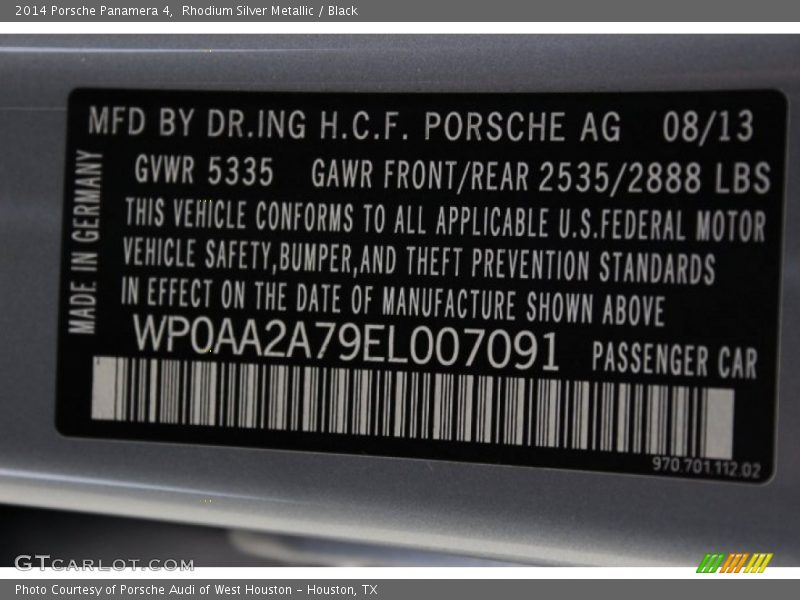 2014 Porsche Panamera 4,  Rhodium Silver Metallic / Black
MFD BY DR.ING H.C.F. PORSCHE AG 08/13
GVWR 5335 GAWR FRONT/REAR 2535/2888 LBS
THIS VEHICLE CONFORMS TO ALL APPLICABLE U.S.FEDERAL MOTOR
VEHICLE SAFETY,BUMPER,AND THEFT PREVENTION STANDARDS
IN EFFECT ON THE DATE OF MANUFACTURE SHOWN ABOVE
WP0AA2A79EL007091 PASSENGER CAR
970.701.112.02
MADE IN GERMANY
GTCARLOT.COM
Photo Courtesy of Porsche Audi of West Houston - Houston, TX